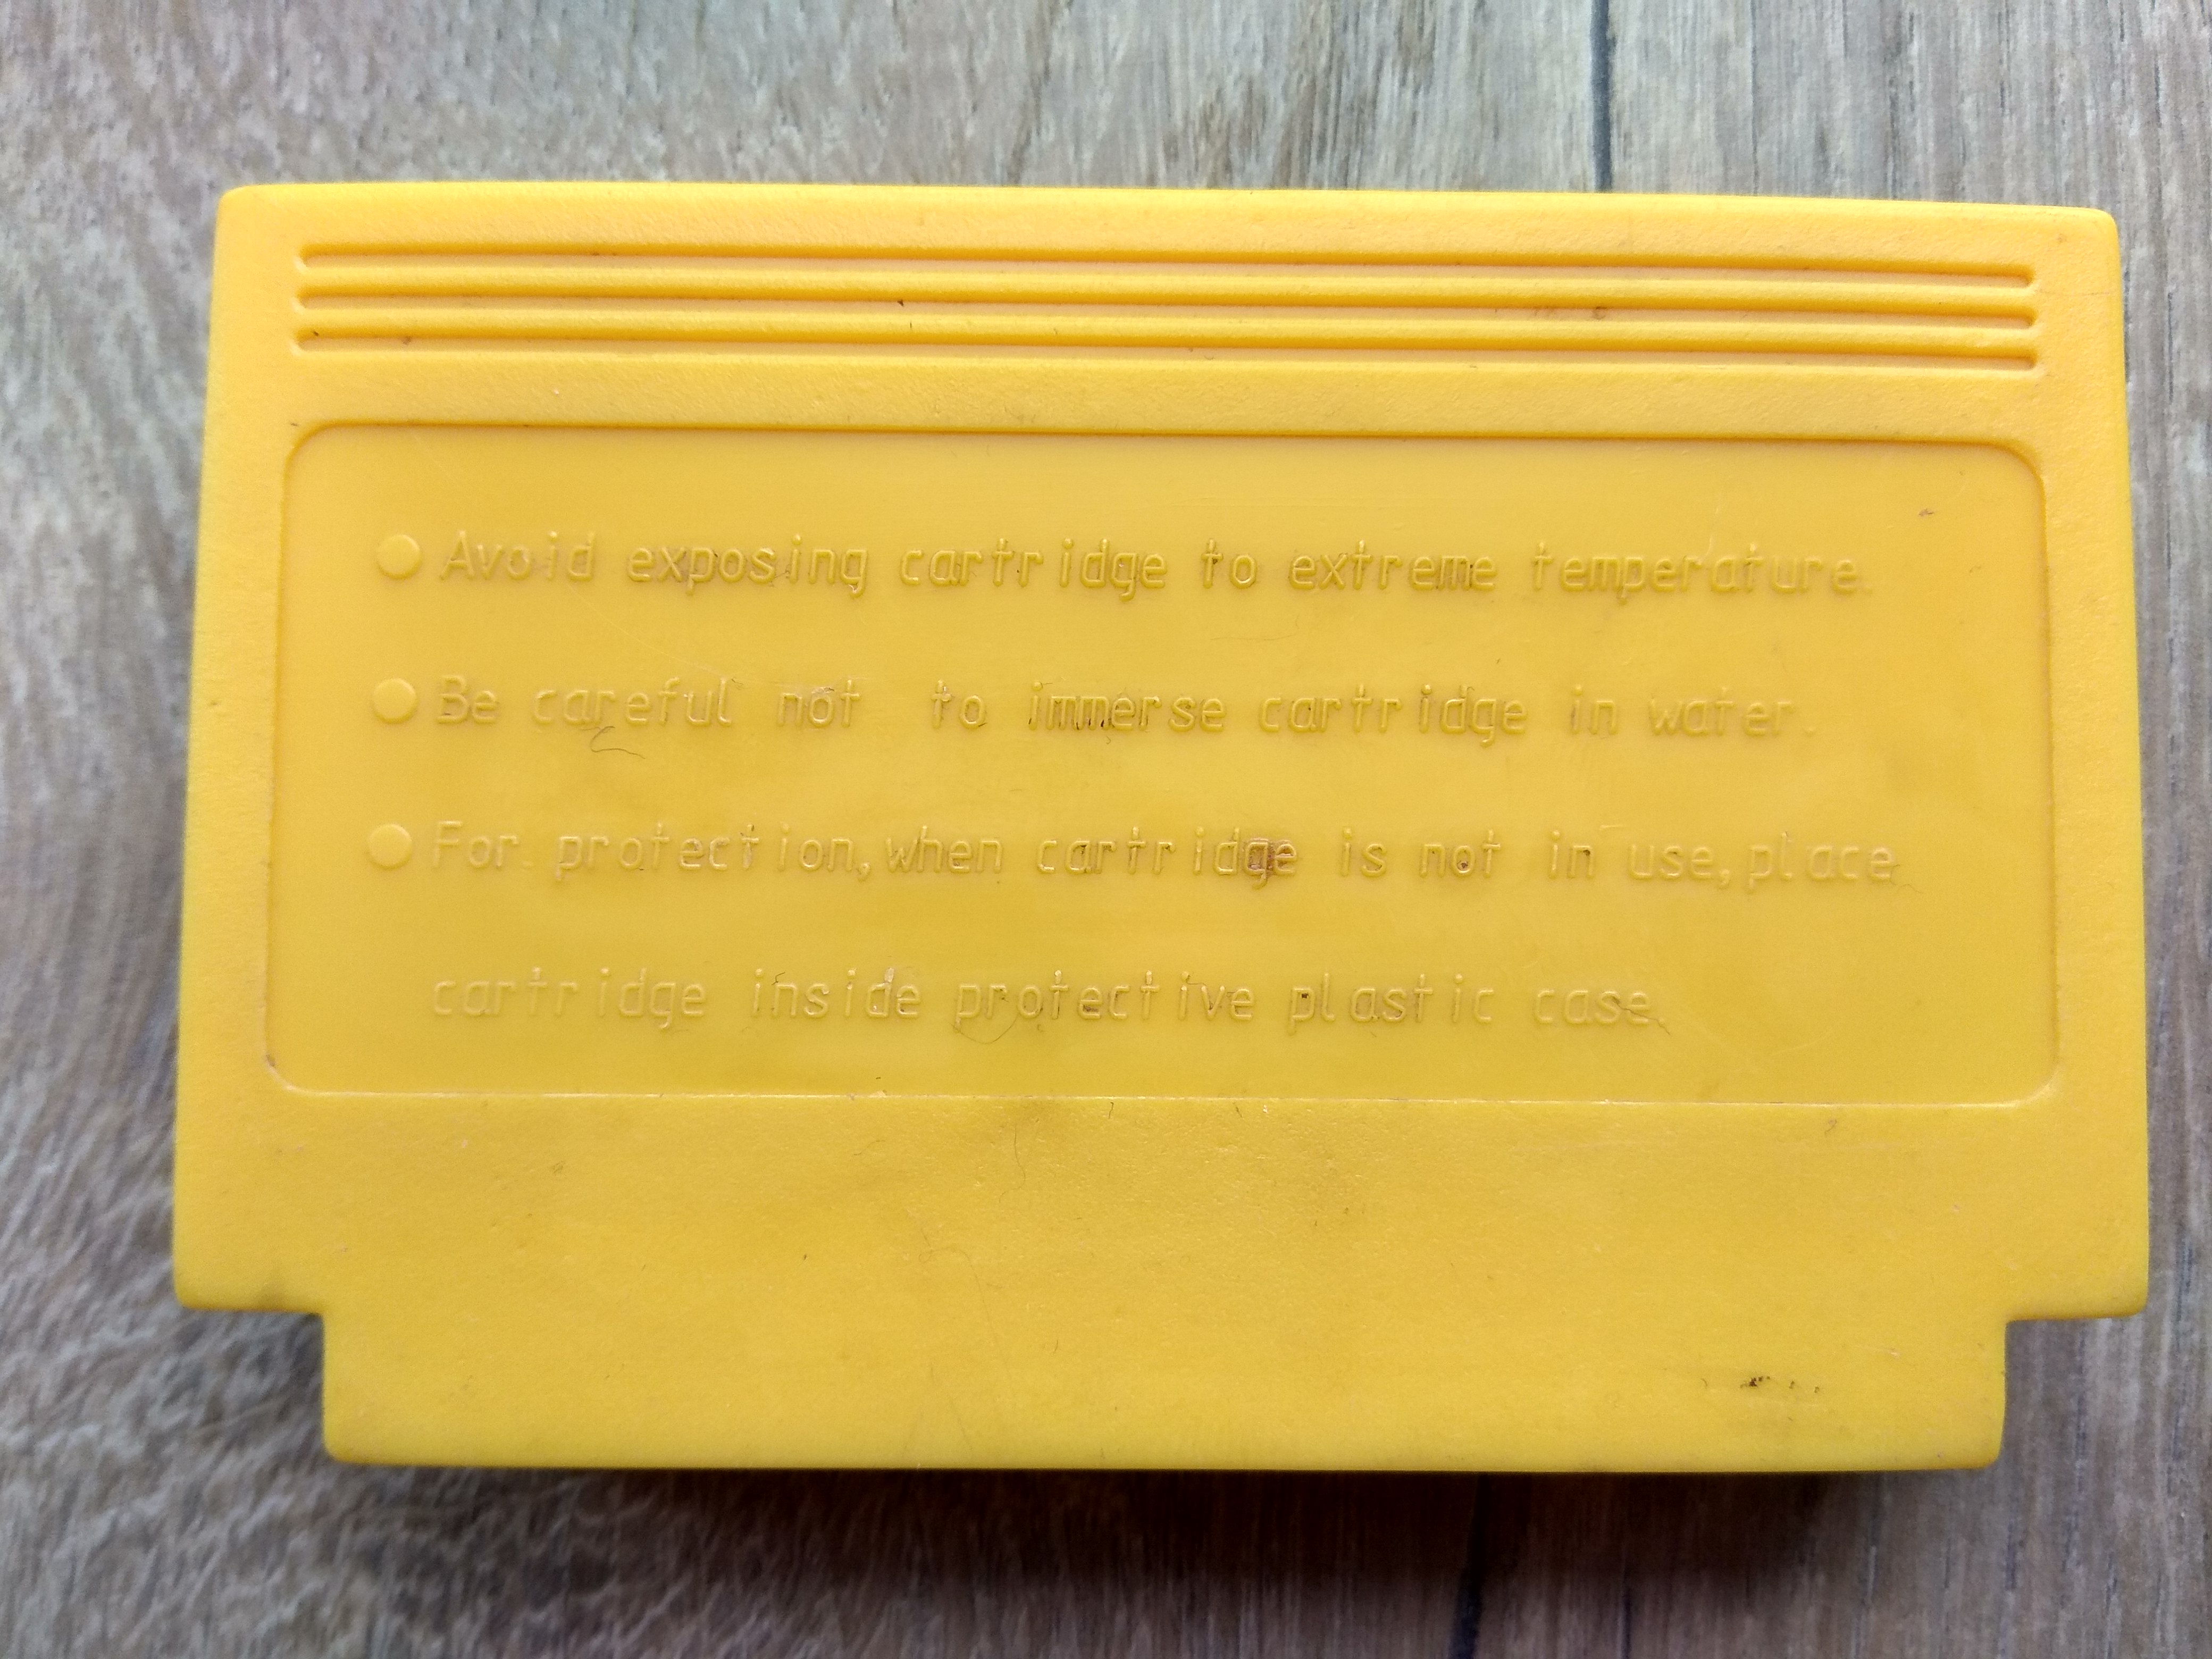 ● Avoid exposing cartridge to extreme temperature.
● Be careful not to immerse cartridge in water.
● For protection,when cartridge is not in use,place
cartridge inside protective plastic case.